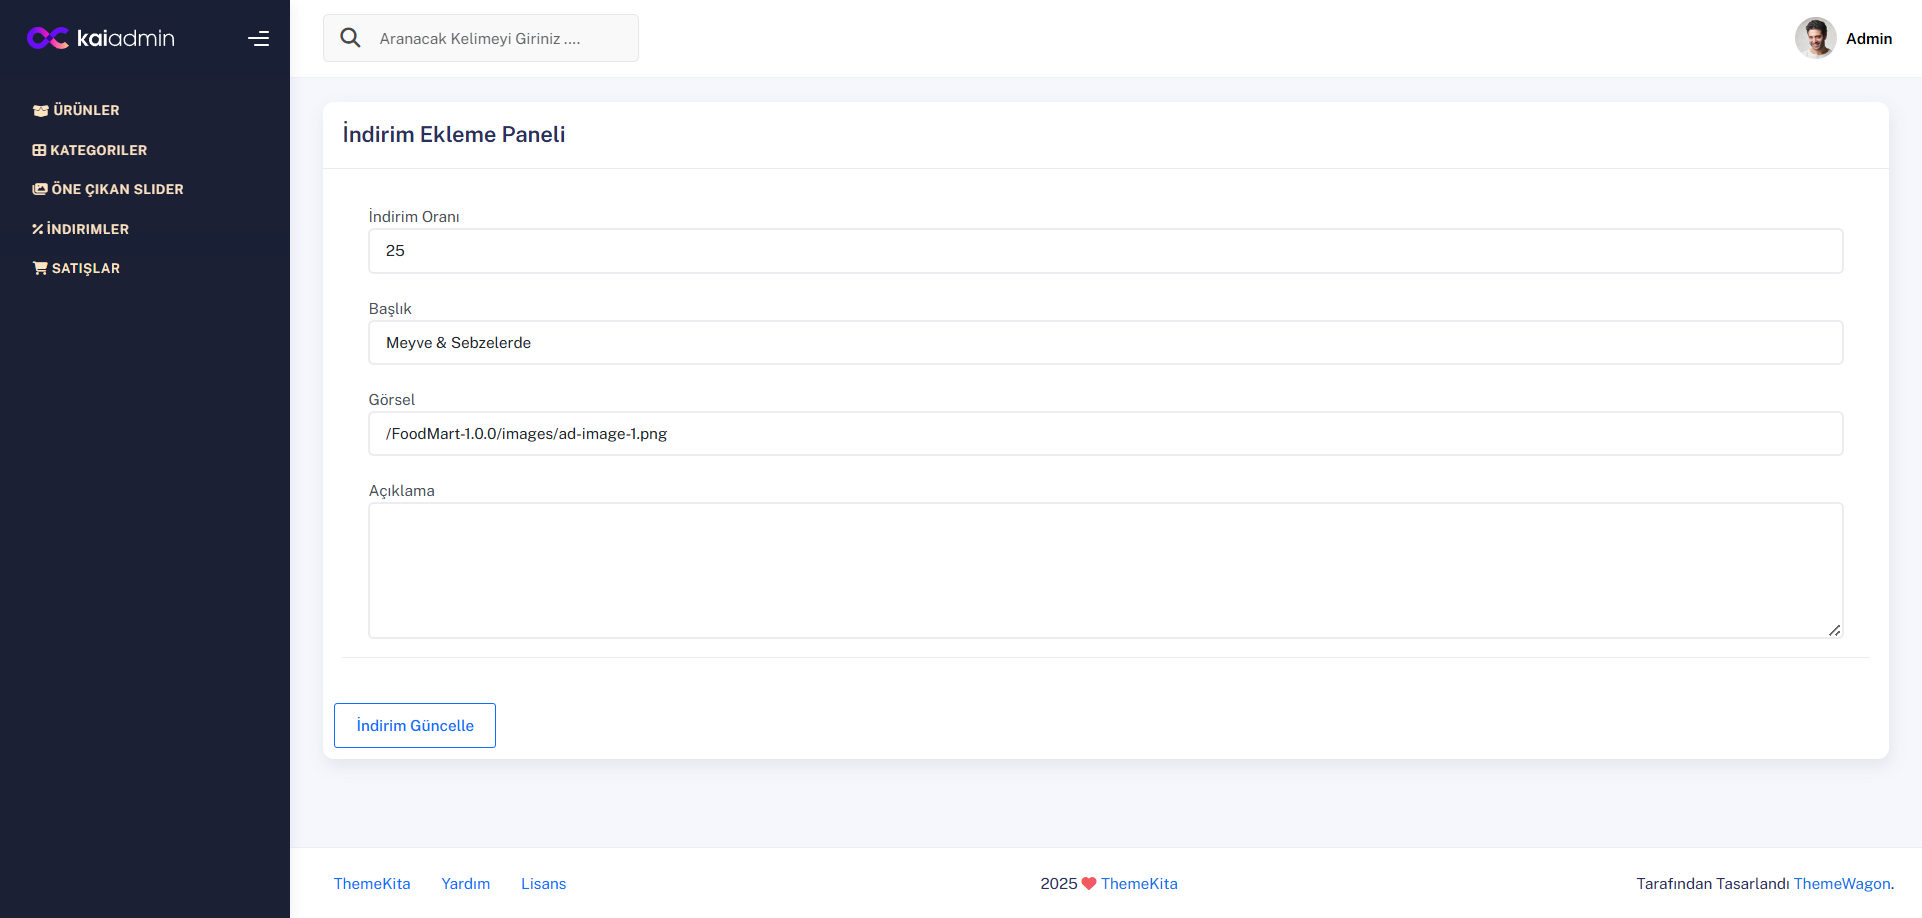 kaiadmin
Aranacak Kelimeyi Giriniz ....
Admin
ÜRÜNLER
KATEGORILER
ÖNE ÇIKAN SLIDER
İNDIRIMLER
SATIŞLAR
İndirim Ekleme Paneli
İndirim Oranı
25
Başlık
Meyve & Sebzelerde
Görsel
/FoodMart-1.0.0/images/ad-image-1.png
Açıklama
İndirim Güncelle
ThemeKita Yardım Lisans
2025 ThemeKita
Tarafından Tasarlandı ThemeWagon.